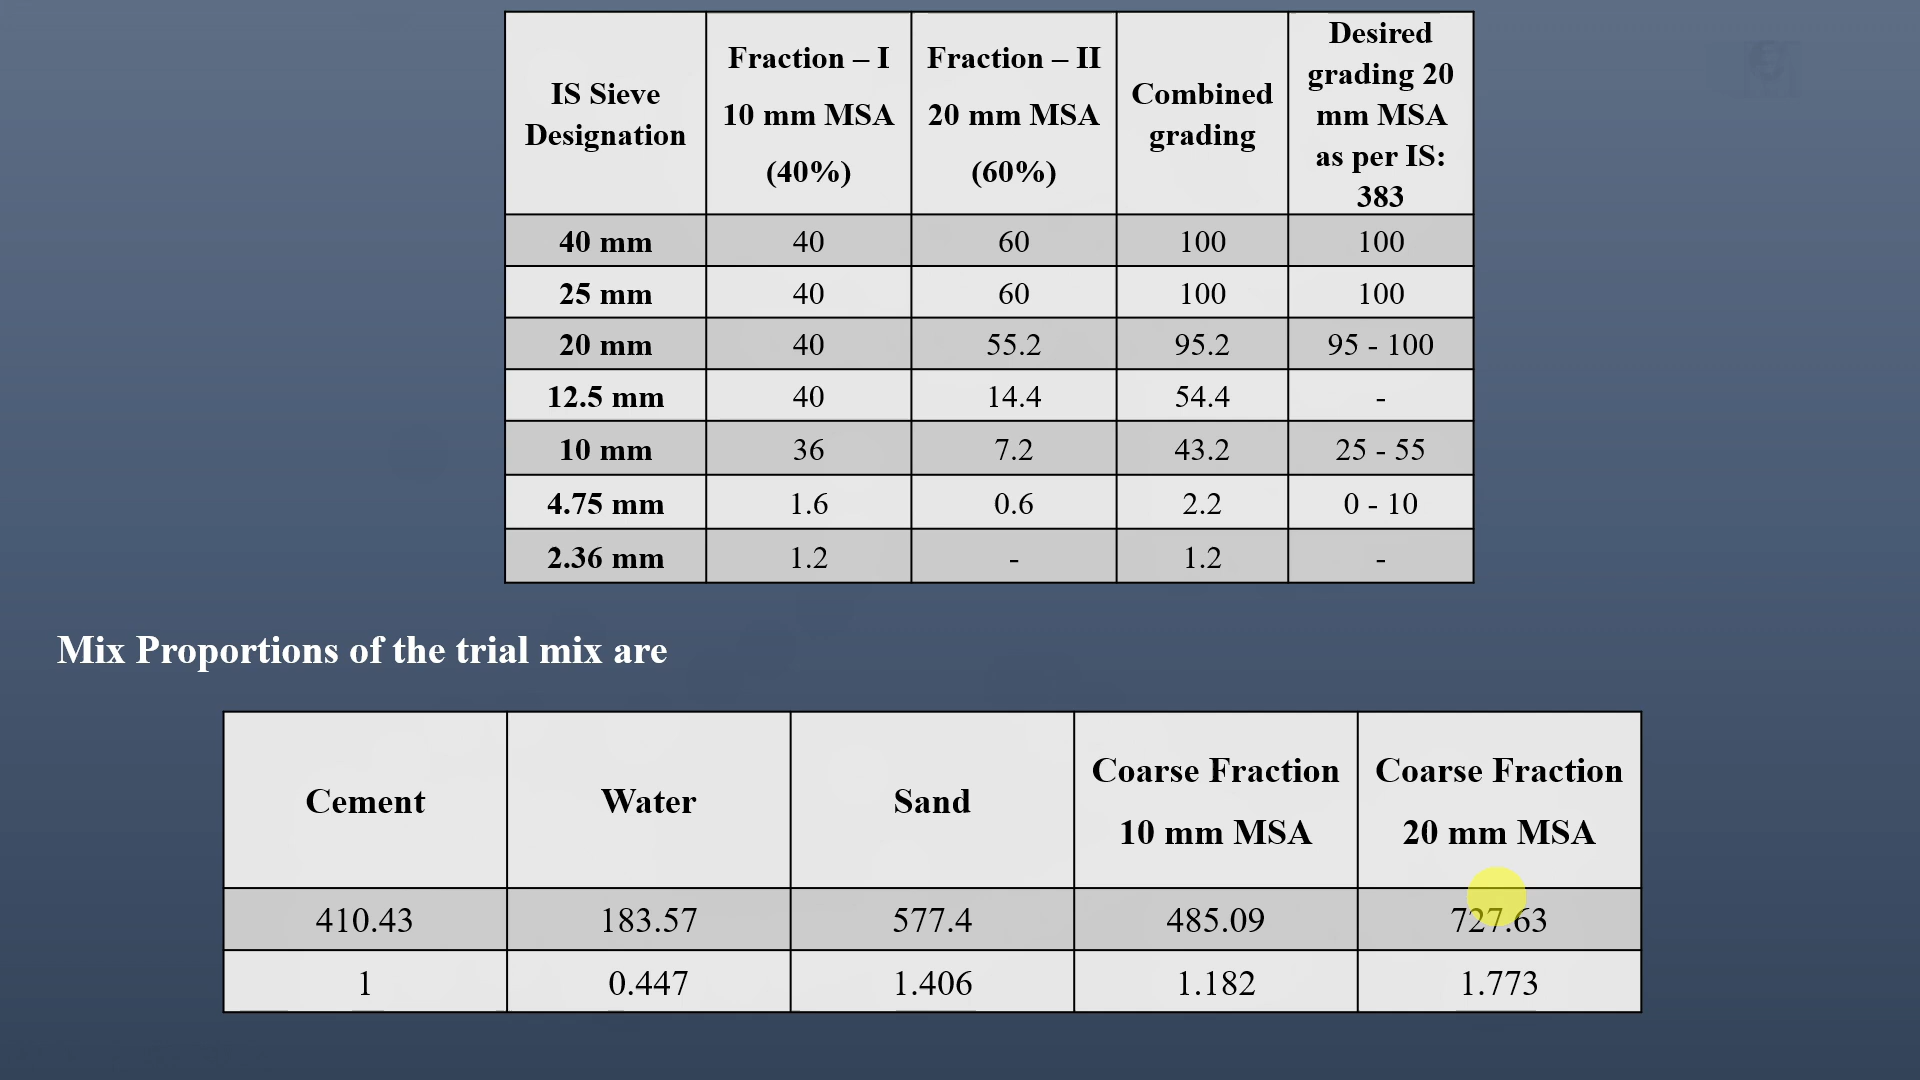 IS Sieve Designation | Fraction – I 10 mm MSA (40%) | Fraction – II 20 mm MSA (60%) | Combined grading | Desired grading 20 mm MSA as per IS: 383
40 mm | 40 | 60 | 100 | 100
25 mm | 40 | 60 | 100 | 100
20 mm | 40 | 55.2 | 95.2 | 95 - 100
12.5 mm | 40 | 14.4 | 54.4 | -
10 mm | 36 | 7.2 | 43.2 | 25 - 55
4.75 mm | 1.6 | 0.6 | 2.2 | 0 - 10
2.36 mm | 1.2 | - | 1.2 | -
Mix Proportions of the trial mix are
Cement | Water | Sand | Coarse Fraction 10 mm MSA | Coarse Fraction 20 mm MSA
410.43 | 183.57 | 577.4 | 485.09 | 727.63
1 | 0.447 | 1.406 | 1.182 | 1.773